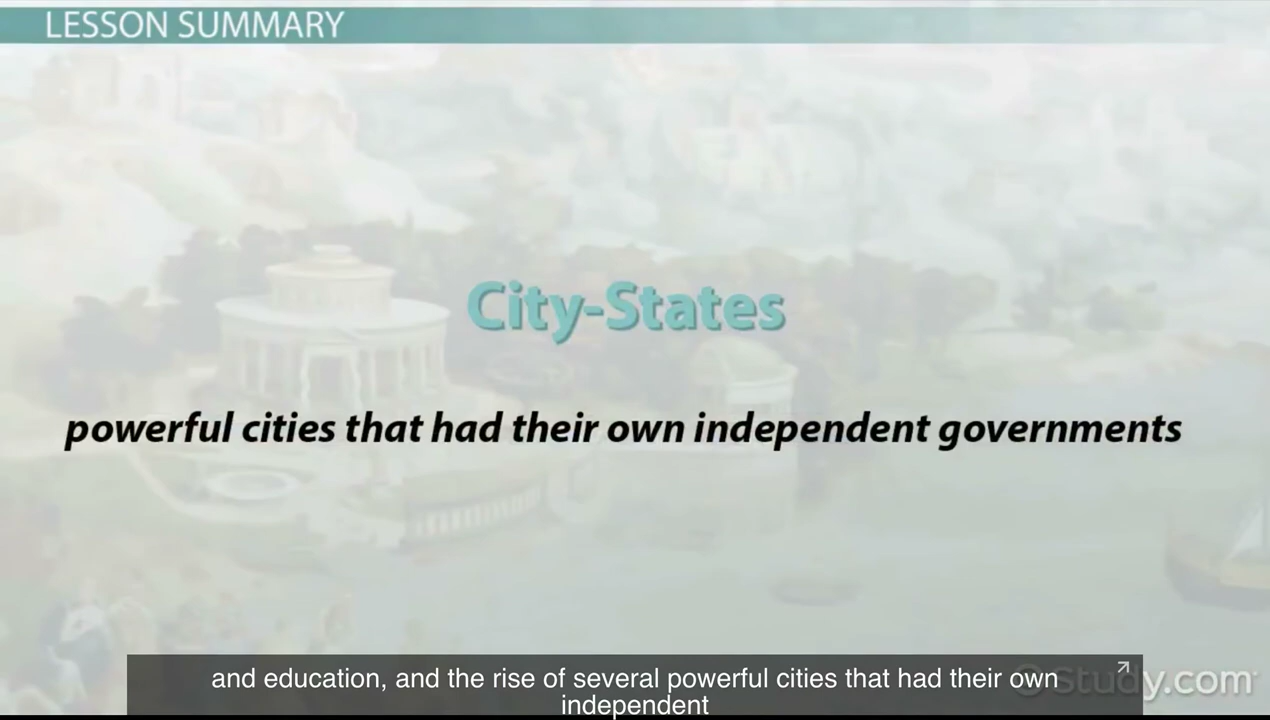 LESSON SUMMARY
City-States
powerful cities that had their own independent governments
and education, and the rise of several powerful cities that had their own
independent
Study.com